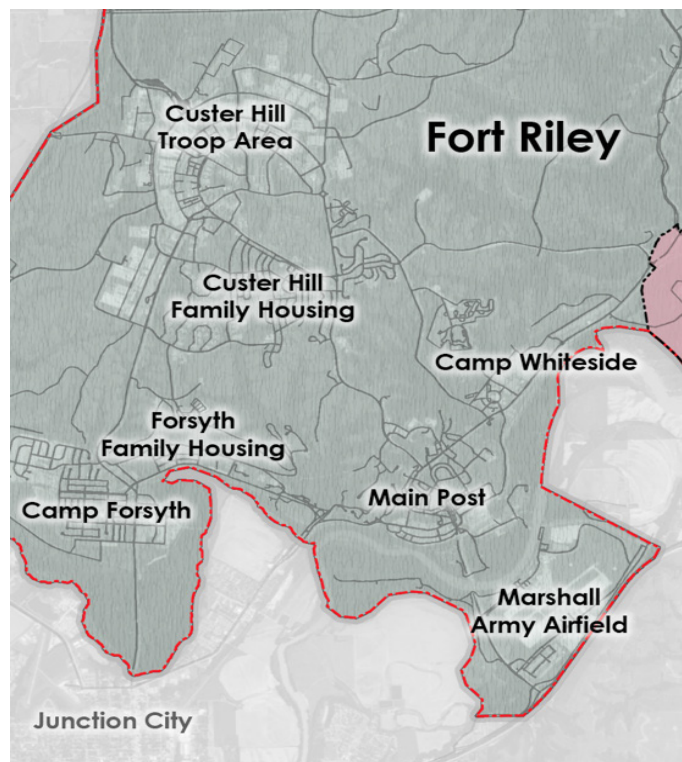 Custer Hill
Troop Area
Fort Riley
Custer Hill
Family Housing
Camp Whiteside
Forsyth
Family Housing
Main Post
Camp Forsyth
Marshall
Army Airfield
Junction City